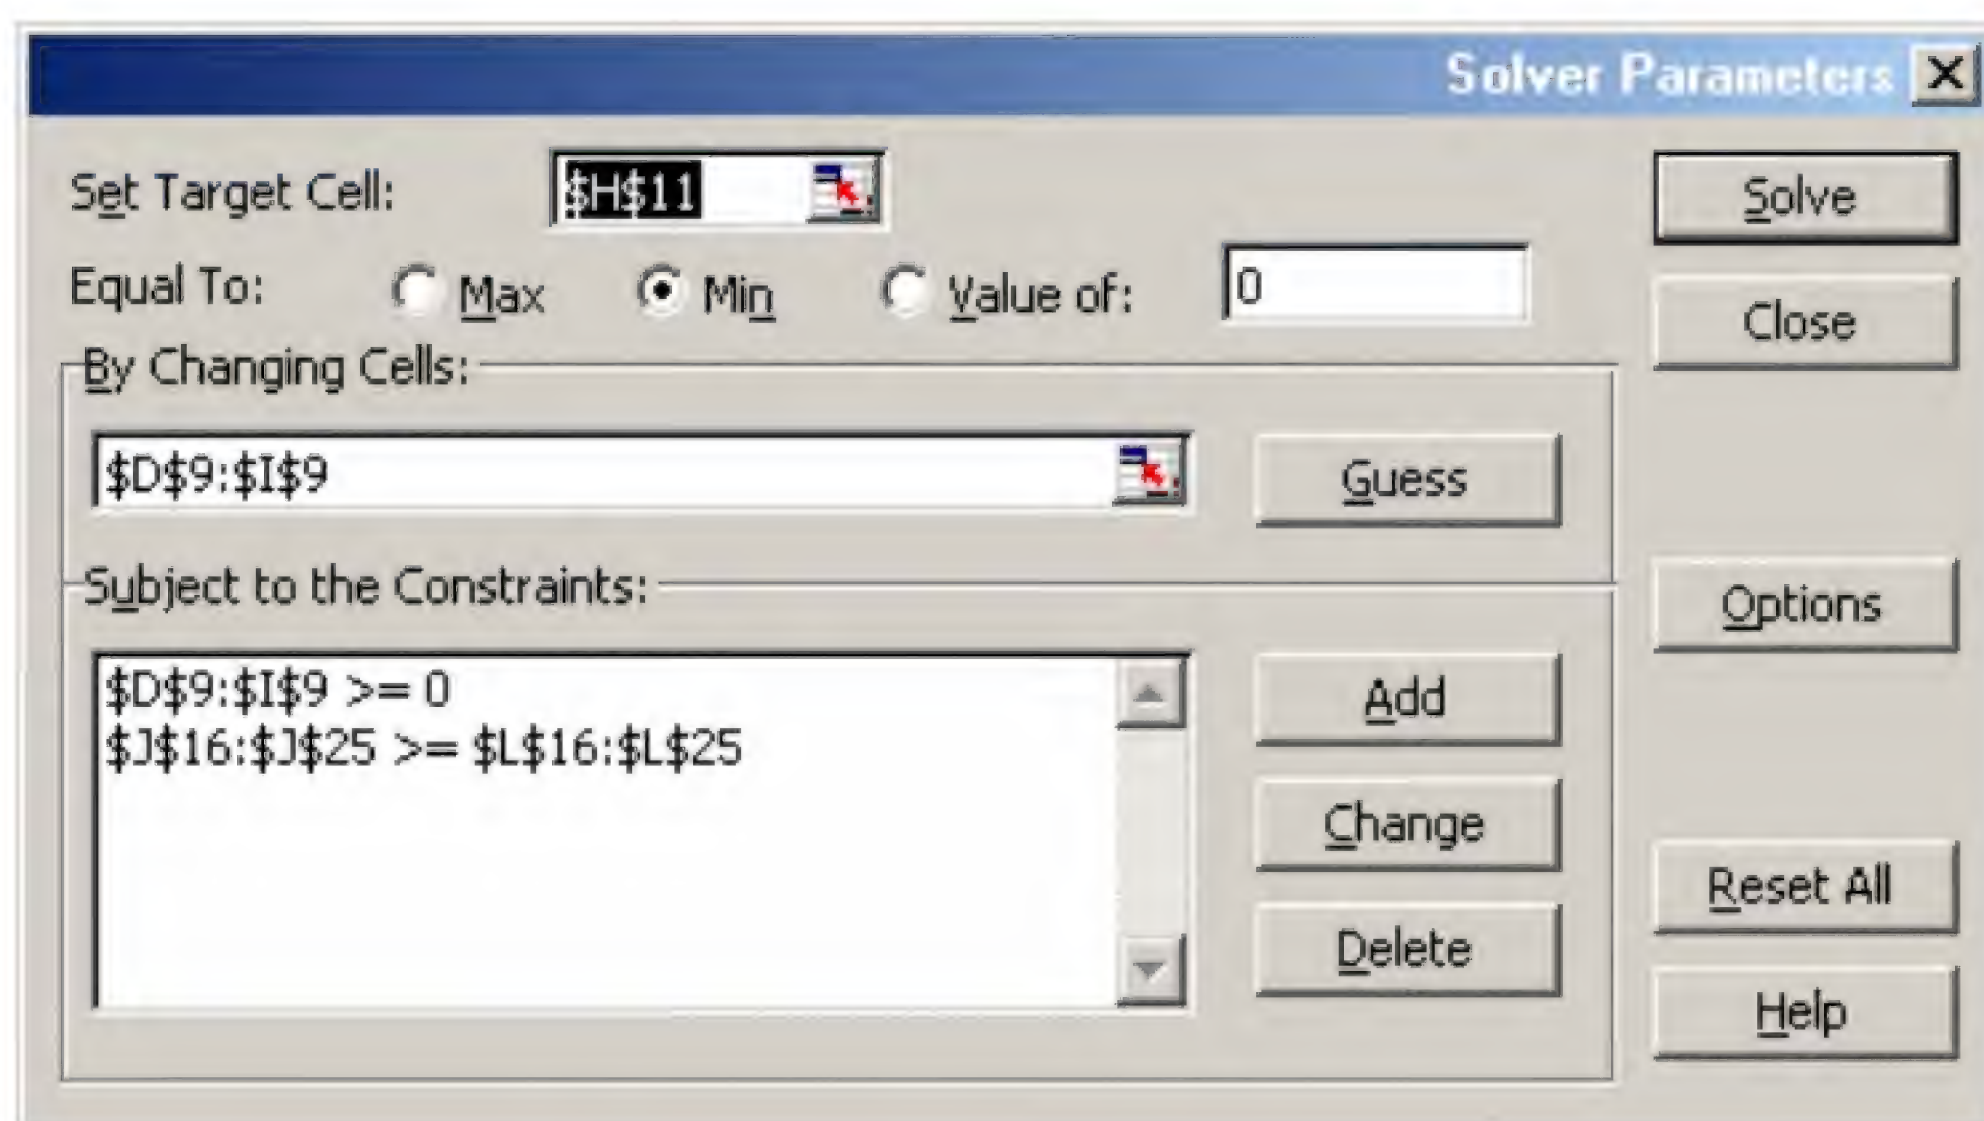 Solver Parameters
Set Target Cell: $H$11
Solve
Equal To: Max Min Value of: 0
Close
By Changing Cells:
$D$9:$I$9
Guess
Subject to the Constraints:
Options
$D$9:$I$9 >= 0
Add
$J$16:$J$25 >= $L$16:$L$25
Change
Reset All
Delete
Help